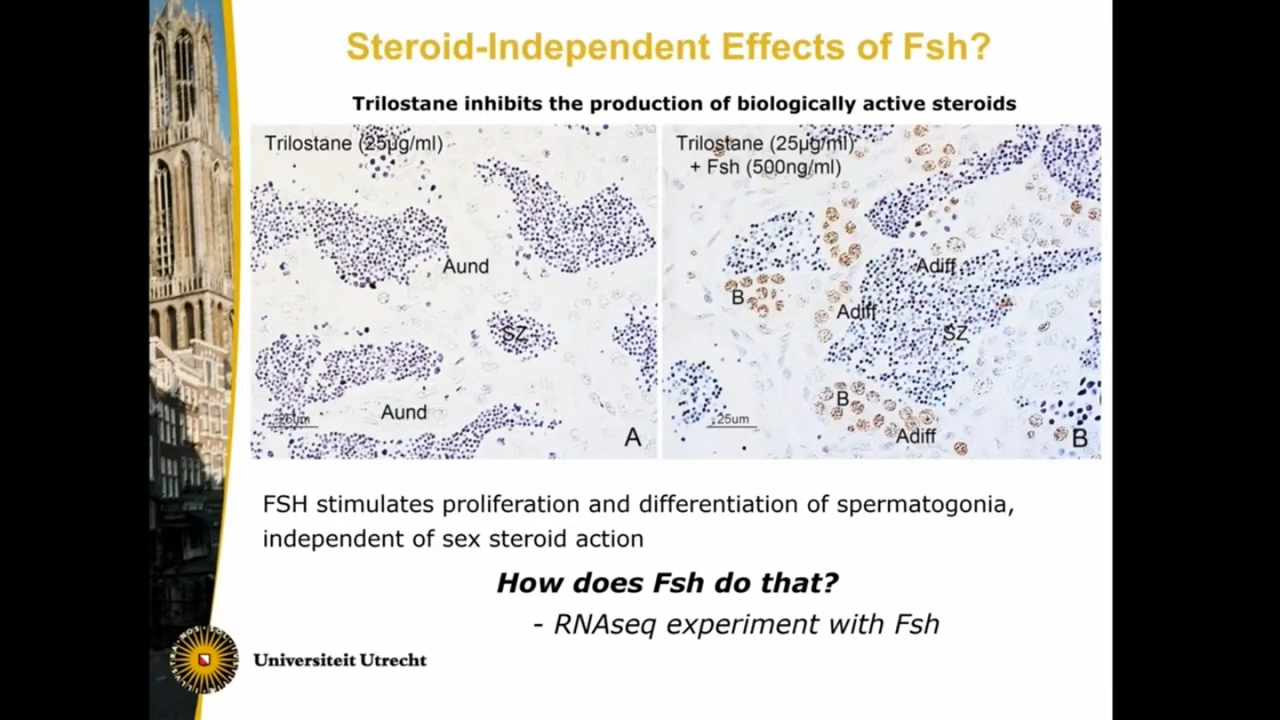 Steroid-Independent Effects of Fsh?
Trilostane inhibits the production of biologically active steroids
Trilostane (25µg/ml)
Aund
SZ
Aund
25um
A
Trilostane (25µg/ml)
+ Fsh (500ng/ml)
Adiff
B
Adiff
SZ
B
25um
Adiff
B
FSH stimulates proliferation and differentiation of spermatogonia,
independent of sex steroid action
How does Fsh do that?
- RNAseq experiment with Fsh
Universiteit Utrecht